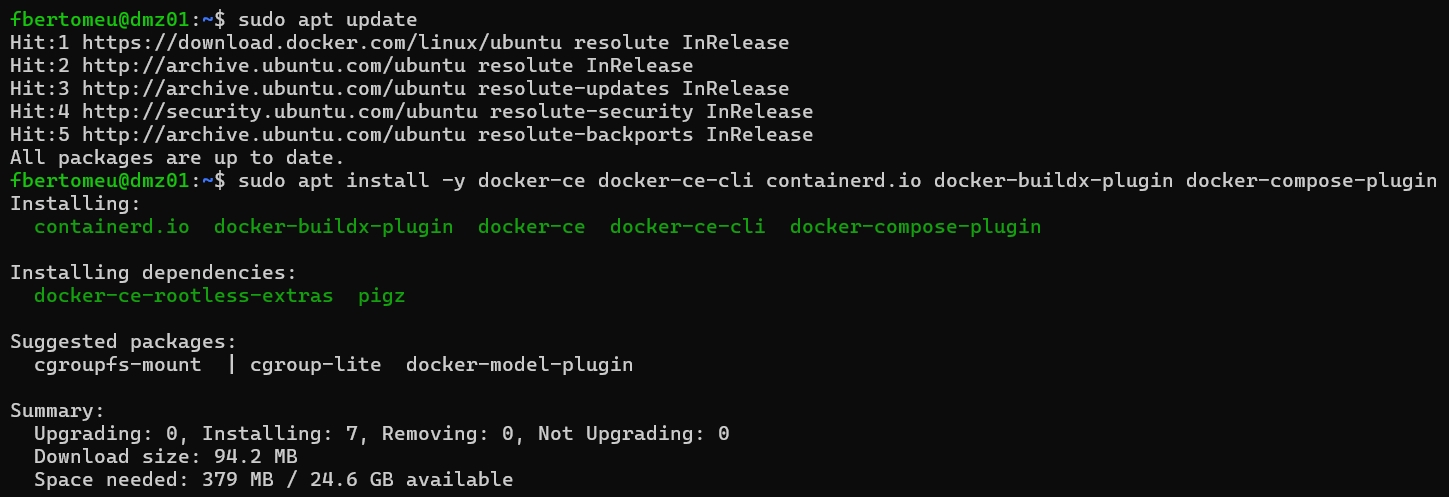 fbertomeu@dmz01:~$ sudo apt update
Hit:1 https://download.docker.com/linux/ubuntu resolute InRelease
Hit:2 http://archive.ubuntu.com/ubuntu resolute InRelease
Hit:3 http://archive.ubuntu.com/ubuntu resolute-updates InRelease
Hit:4 http://security.ubuntu.com/ubuntu resolute-security InRelease
Hit:5 http://archive.ubuntu.com/ubuntu resolute-backports InRelease
All packages are up to date.
fbertomeu@dmz01:~$ sudo apt install -y docker-ce docker-ce-cli containerd.io docker-buildx-plugin docker-compose-plugin
Installing:
  containerd.io  docker-buildx-plugin  docker-ce  docker-ce-cli  docker-compose-plugin

Installing dependencies:
  docker-ce-rootless-extras  pigz

Suggested packages:
  cgroupfs-mount  | cgroup-lite  docker-model-plugin

Summary:
  Upgrading: 0, Installing: 7, Removing: 0, Not Upgrading: 0
  Download size: 94.2 MB
  Space needed: 379 MB / 24.6 GB available